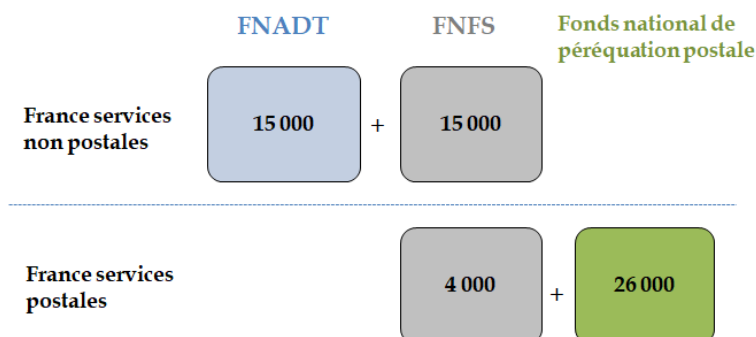 FNADT
FNFS
Fonds national de
péréquation postale
France services
non postales
15 000
+
15 000
France services
postales
4 000
+
26 000